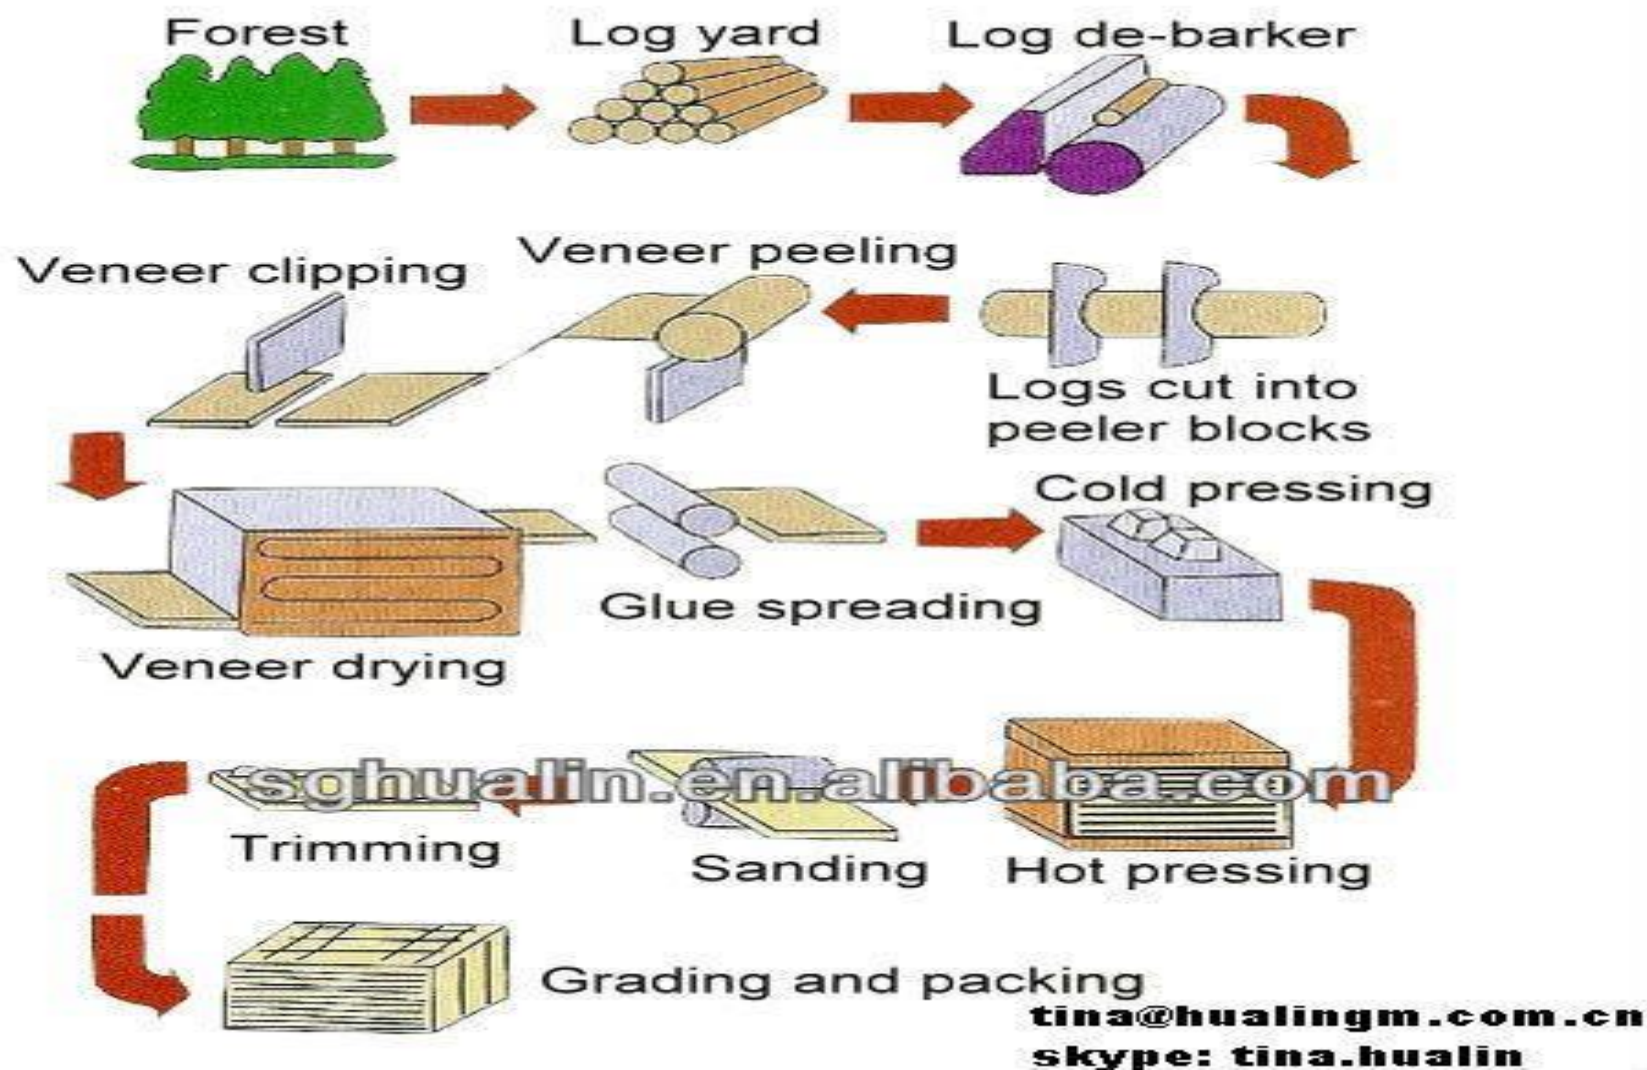 Forest
Log yard
Log de-barker
Veneer clipping
Veneer peeling
Logs cut into
peeler blocks
Cold pressing
Glue spreading
Veneer drying
sghualin.en.alibaba.com
Trimming
Sanding
Hot pressing
Grading and packing
tina@hualingm.com.cn
skype: tina.hualin